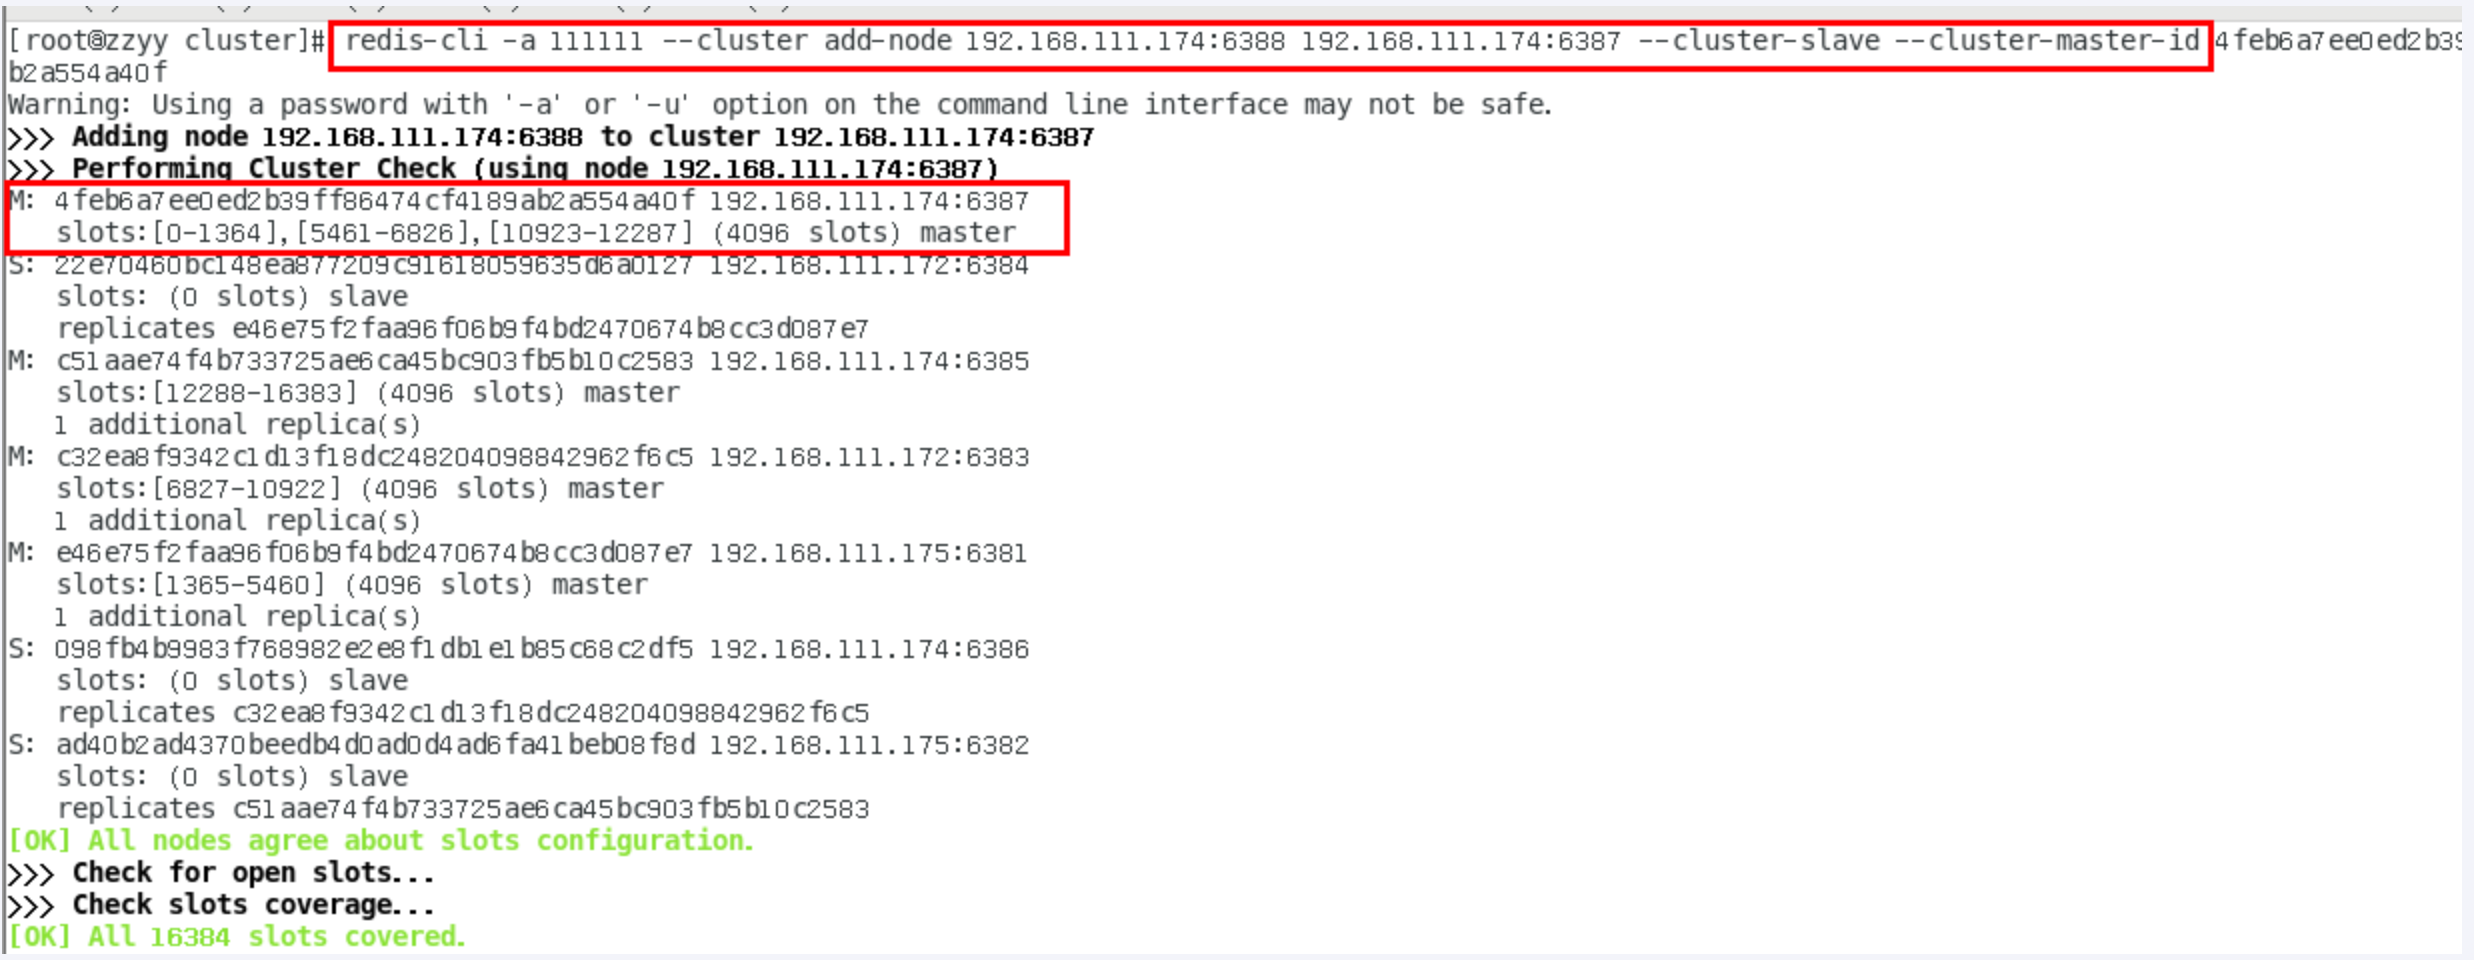 [root@zzyy cluster]# redis-cli -a 111111 --cluster add-node 192.168.111.174:6388 192.168.111.174:6387 --cluster-slave --cluster-master-id 4feb6a7ee0ed2b39
b2a554a40f
Warning: Using a password with '-a' or '-u' option on the command line interface may not be safe.
>>> Adding node 192.168.111.174:6388 to cluster 192.168.111.174:6387
>>> Performing Cluster Check (using node 192.168.111.174:6387)
M: 4feb6a7ee0ed2b39ff86474cf4189ab2a554a40f 192.168.111.174:6387
   slots:[0-1364],[5461-6826],[10923-12287] (4096 slots) master
S: 22e70460bc148ea877209c91618059635d6a0127 192.168.111.172:6384
   slots: (0 slots) slave
   replicates e46e75f2faa96f06b9f4bd2470674b8cc3d087e7
M: c51aae74f4b733725ae6ca45bc903fb5b10c2583 192.168.111.174:6385
   slots:[12288-16383] (4096 slots) master
   1 additional replica(s)
M: c32ea8f9342c1d13f18dc248204098842962f6c5 192.168.111.172:6383
   slots:[6827-10922] (4096 slots) master
   1 additional replica(s)
M: e46e75f2faa96f06b9f4bd2470674b8cc3d087e7 192.168.111.175:6381
   slots:[1365-5460] (4096 slots) master
   1 additional replica(s)
S: 098fb4b9983f768982e2e8f1db1e1b85c68c2df5 192.168.111.174:6386
   slots: (0 slots) slave
   replicates c32ea8f9342c1d13f18dc248204098842962f6c5
S: ad40b2ad4370beedb4d0ad0d4ad6fa41beb08f8d 192.168.111.175:6382
   slots: (0 slots) slave
   replicates c51aae74f4b733725ae6ca45bc903fb5b10c2583
[OK] All nodes agree about slots configuration.
>>> Check for open slots...
>>> Check slots coverage...
[OK] All 16384 slots covered.